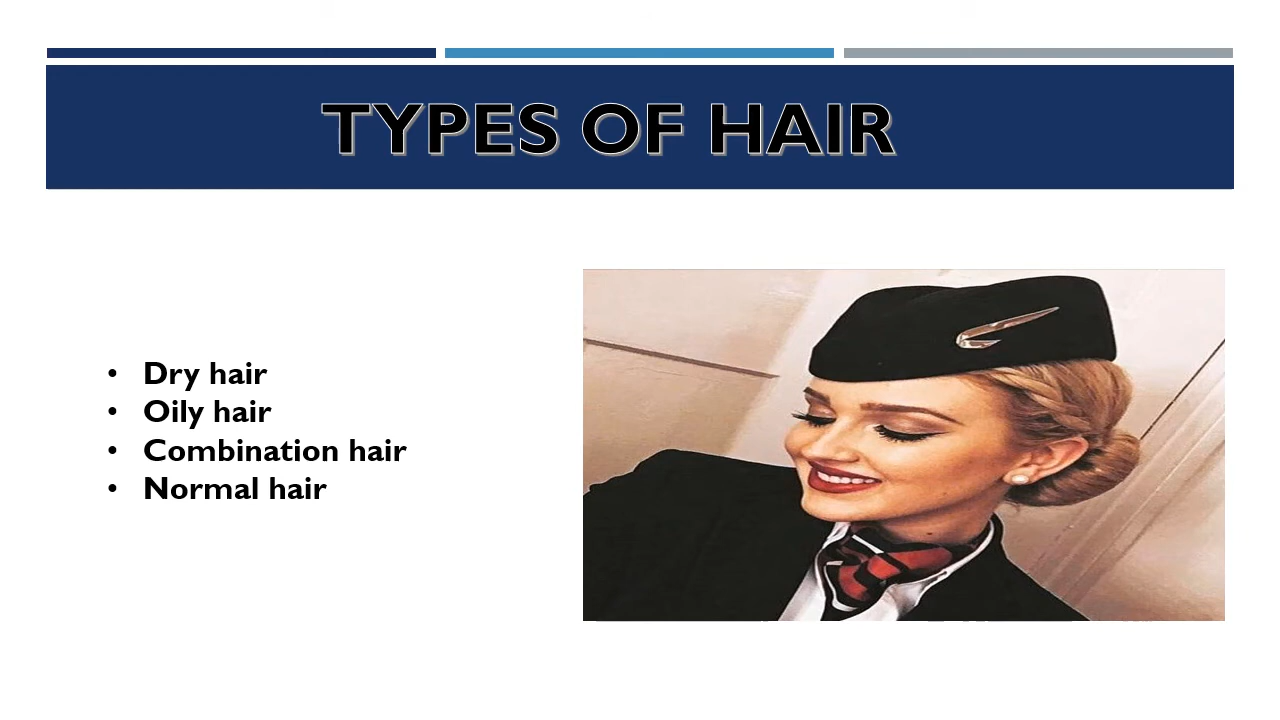 TYPES OF HAIR
• Dry hair
• Oily hair
• Combination hair
• Normal hair